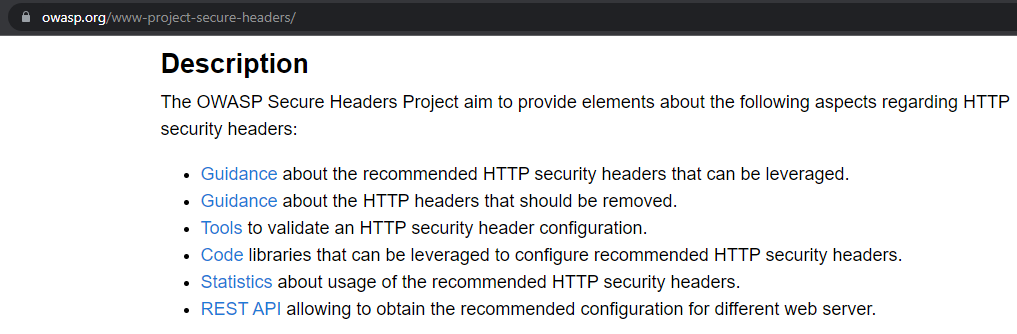 owasp.org/www-project-secure-headers/
Description
The OWASP Secure Headers Project aim to provide elements about the following aspects regarding HTTP
security headers:
• Guidance about the recommended HTTP security headers that can be leveraged.
• Guidance about the HTTP headers that should be removed.
• Tools to validate an HTTP security header configuration.
• Code libraries that can be leveraged to configure recommended HTTP security headers.
• Statistics about usage of the recommended HTTP security headers.
• REST API allowing to obtain the recommended configuration for different web server.